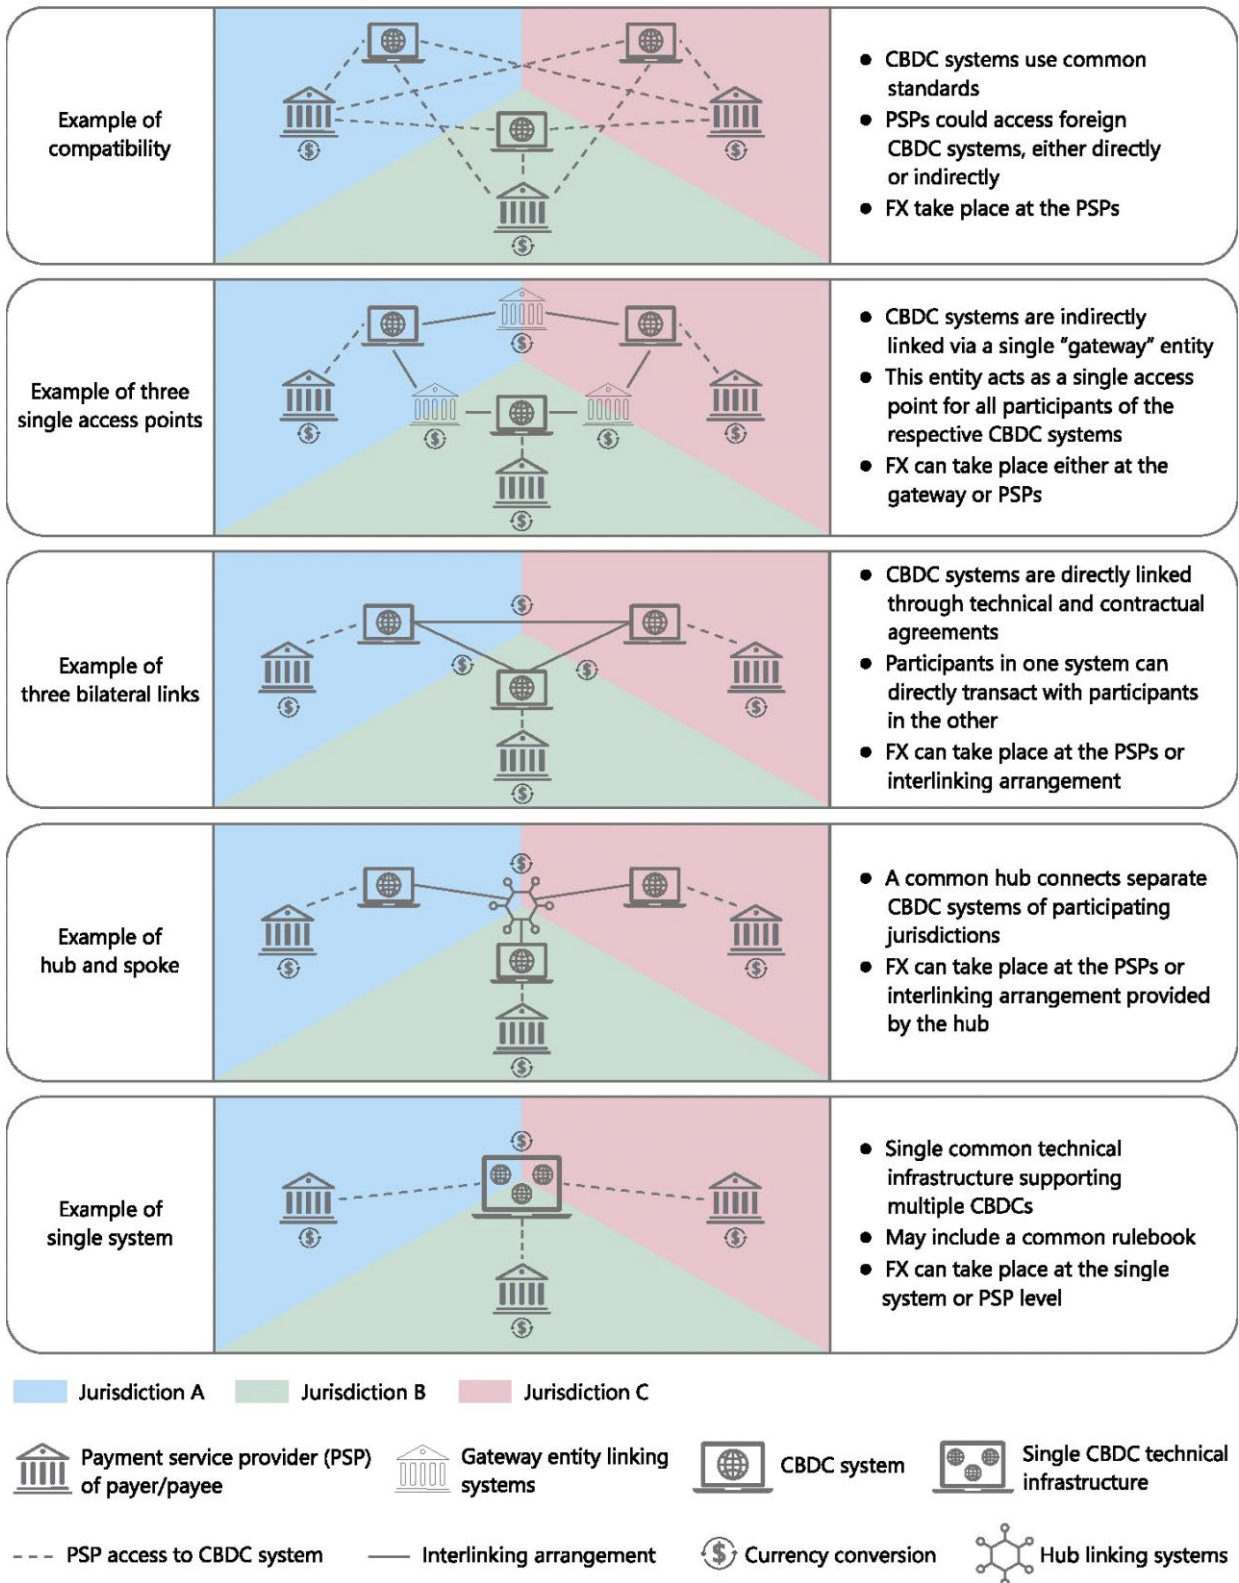 Example of
compatibility
● CBDC systems use common
standards
● PSPs could access foreign
CBDC systems, either directly
or indirectly
● FX take place at the PSPs
Example of three
single access points
● CBDC systems are indirectly
linked via a single “gateway” entity
● This entity acts as a single access
point for all participants of the
respective CBDC systems
● FX can take place either at the
gateway or PSPs
Example of
three bilateral links
● CBDC systems are directly linked
through technical and contractual
agreements
● Participants in one system can
directly transact with participants
in the other
● FX can take place at the PSPs or
interlinking arrangement
Example of
hub and spoke
● A common hub connects separate
CBDC systems of participating
jurisdictions
● FX can take place at the PSPs or
interlinking arrangement provided
by the hub
Example of
single system
● Single common technical
infrastructure supporting
multiple CBDCs
● May include a common rulebook
● FX can take place at the single
system or PSP level
Jurisdiction A
Jurisdiction B
Jurisdiction C
Payment service provider (PSP)
of payer/payee
Gateway entity linking
systems
CBDC system
Single CBDC technical
infrastructure
PSP access to CBDC system
Interlinking arrangement
Currency conversion
Hub linking systems